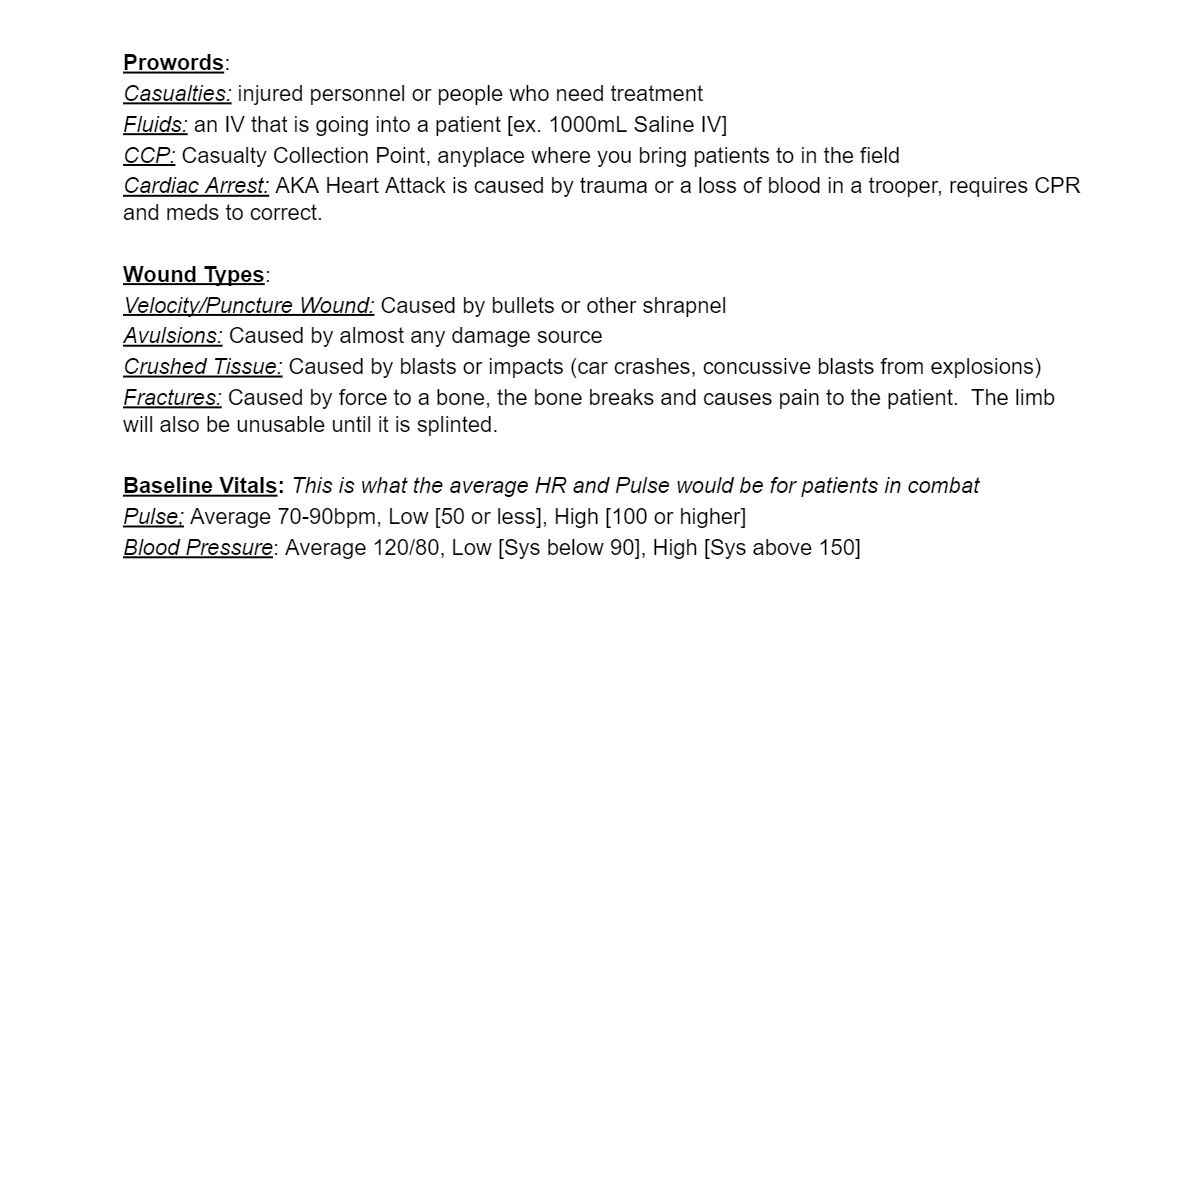 Prowords:
Casualties: injured personnel or people who need treatment
Fluids: an IV that is going into a patient [ex. 1000mL Saline IV]
CCP: Casualty Collection Point, anyplace where you bring patients to in the field
Cardiac Arrest: AKA Heart Attack is caused by trauma or a loss of blood in a trooper, requires CPR
and meds to correct.
Wound Types:
Velocity/Puncture Wound: Caused by bullets or other shrapnel
Avulsions: Caused by almost any damage source
Crushed Tissue: Caused by blasts or impacts (car crashes, concussive blasts from explosions)
Fractures: Caused by force to a bone, the bone breaks and causes pain to the patient.  The limb
will also be unusable until it is splinted.
Baseline Vitals: This is what the average HR and Pulse would be for patients in combat
Pulse: Average 70-90bpm, Low [50 or less], High [100 or higher]
Blood Pressure: Average 120/80, Low [Sys below 90], High [Sys above 150]